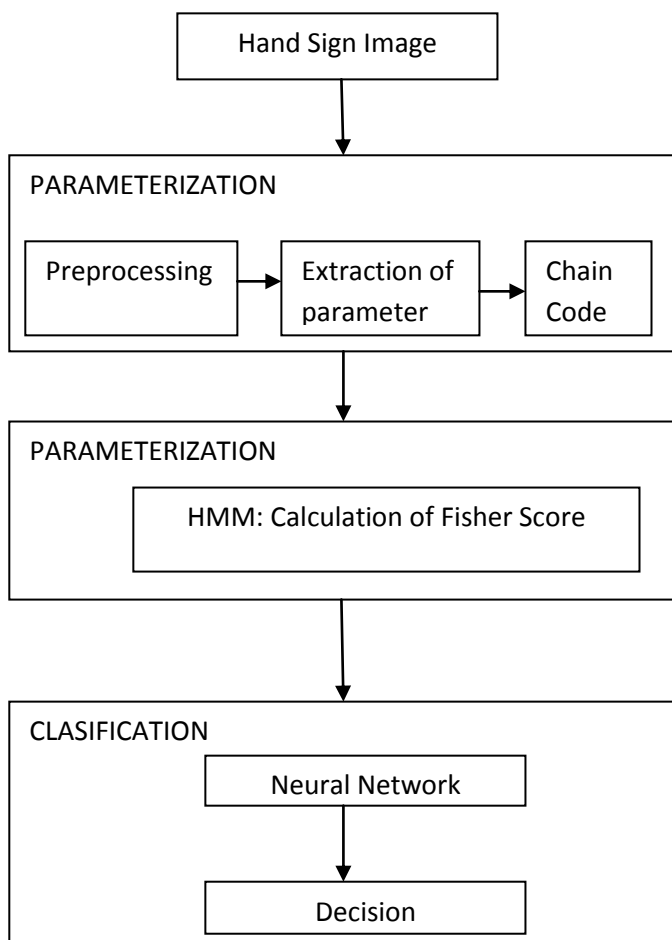 Hand Sign Image
PARAMETERIZATION
Preprocessing
Extraction of
parameter
Chain
Code
PARAMETERIZATION
HMM: Calculation of Fisher Score
CLASIFICATION
Neural Network
Decision